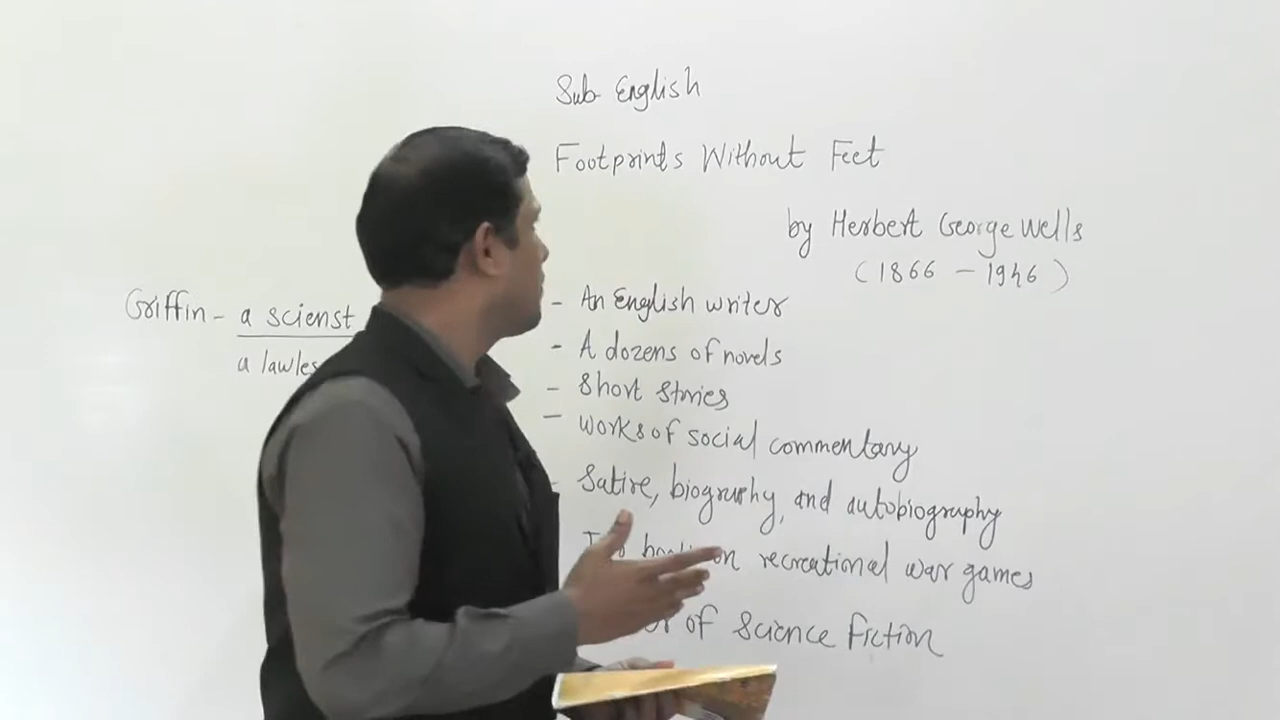 Sub English
Footprints Without Feet
by Herbert George Wells
(1866 - 1946)
Griffin - a scienst
a lawles
- An English writer
- A dozens of novels
- Short Stories
- Works of social commentary
- Satire, biography, and autobiography
on recreational war games
of Science Fiction